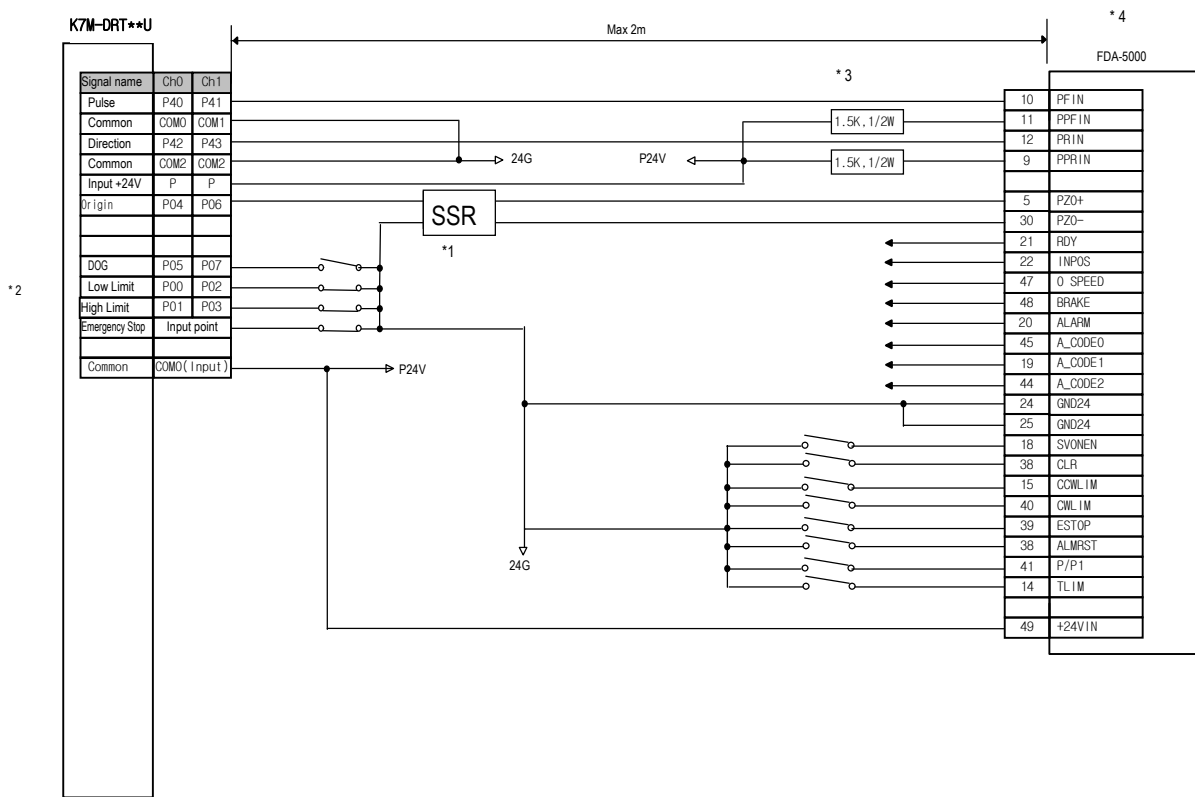 K7M-DRT**U
Max 2m
* 4
FDA-5000
* 3
Signal name Ch0 Ch1
Pulse P40 P41
Common COM0 COM1
Direction P42 P43
Common COM2 COM2
Input +24V P P
Origin P04 P06
DOG P05 P07
Low Limit P00 P02
High Limit P01 P03
Emergency Stop Input point
Common COM0(Input)
* 2
24G
P24V
1.5K,1/2W
1.5K,1/2W
SSR
*1
P24V
24G
10 PFIN
11 PPFIN
12 PRIN
9 PPRIN
5 PZO+
30 PZO-
21 RDY
22 INPOS
47 0 SPEED
48 BRAKE
20 ALARM
45 A_CODE0
19 A_CODE1
44 A_CODE2
24 GND24
25 GND24
18 SVONEN
38 CLR
15 CCWLIM
40 CWLIM
39 ESTOP
38 ALMRST
41 P/P1
14 TLIM
49 +24VIN